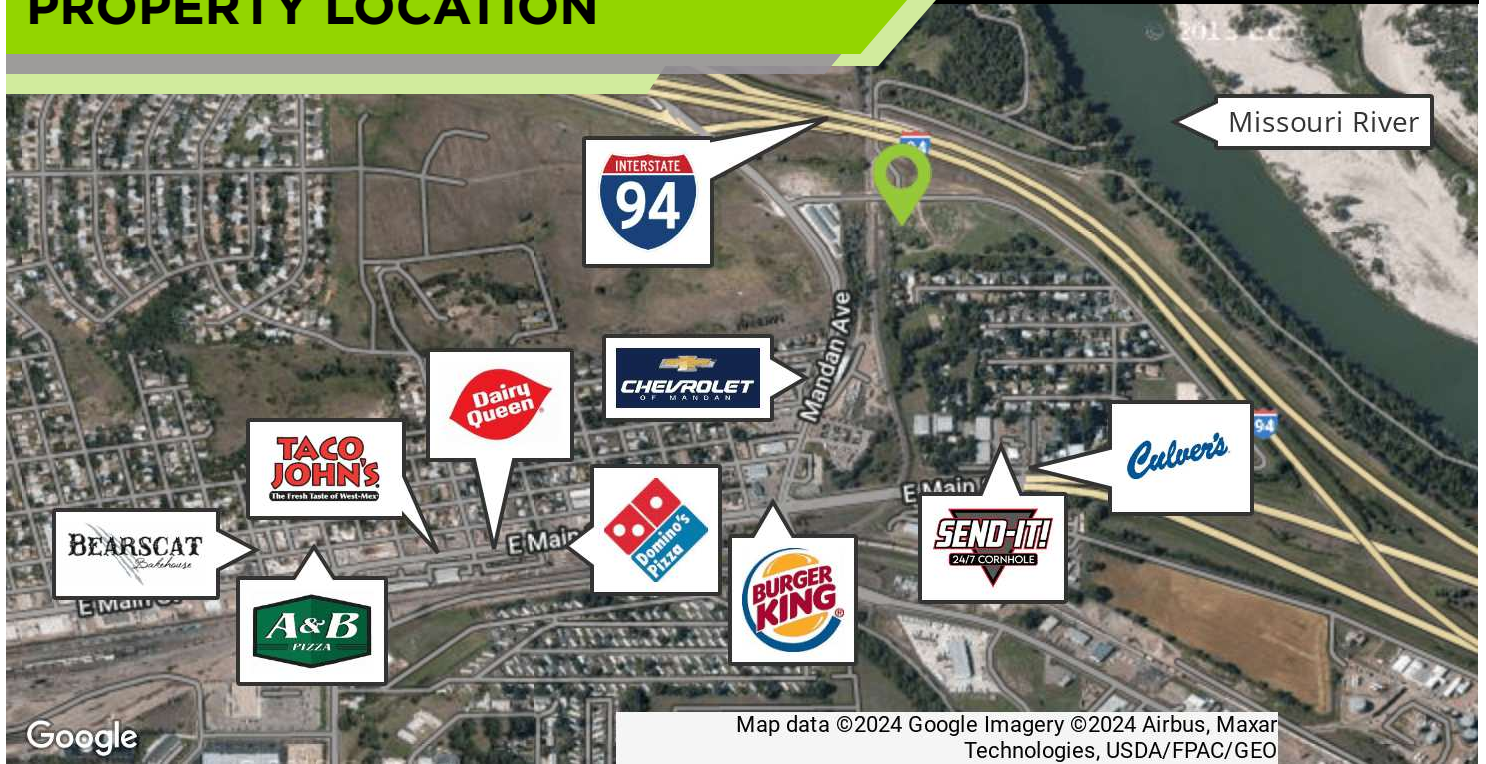 PROPERTY LOCATION
Missouri River
INTERSTATE
94
94
Mandan Ave
CHEVROLET
OF MANDAN
Dairy
Queen
TACO
JOHN'S
The Fresh Taste of West-Mex
Culver's
94
E Main
BEARSCAT
Bakehouse
E Main
Domino's
Pizza
SEND-IT!
24/7 CORNHOLE
E Main
A&B
PIZZA
BURGER
KING
Google
Map data ©2024 Google Imagery ©2024 Airbus, Maxar
Technologies, USDA/FPAC/GEO